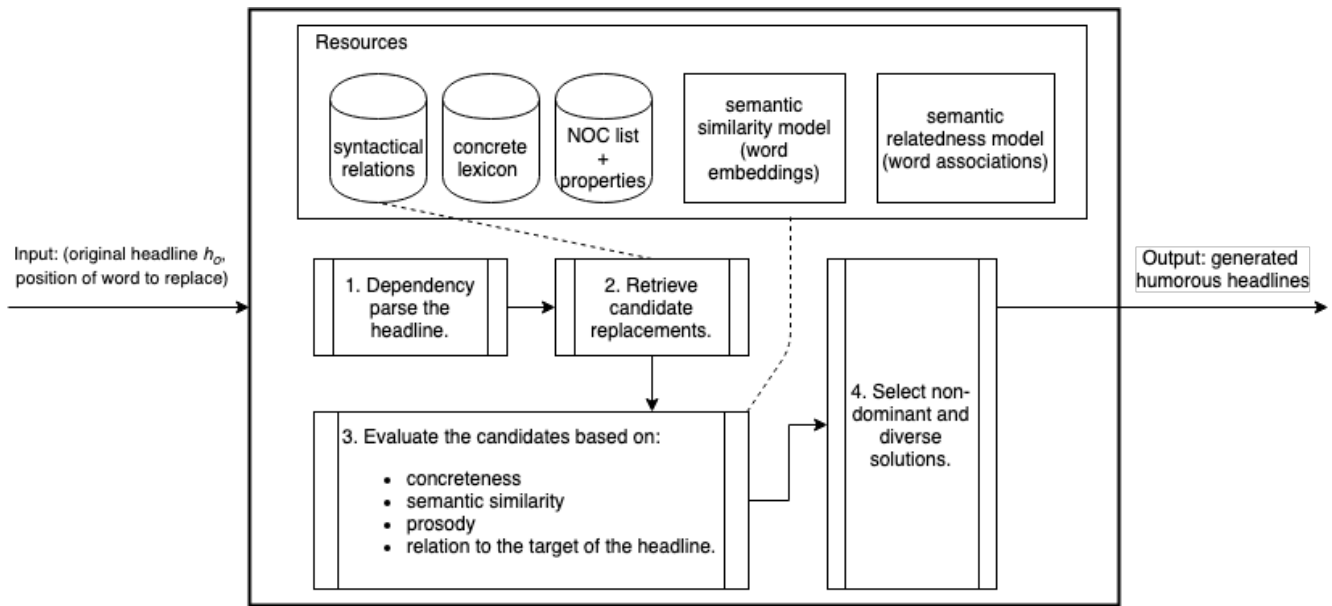 Resources
syntactical
relations
concrete
lexicon
NOC list
+
properties
semantic
similarity model
(word
embeddings)
semantic
relatedness model
(word associations)
Input: (original headline hₒ,
position of word to replace)
1. Dependency
parse the
headline.
2. Retrieve
candidate
replacements.
3. Evaluate the candidates based on:
• concreteness
• semantic similarity
• prosody
• relation to the target of the headline.
4. Select non-
dominant and
diverse
solutions.
Output: generated
humorous headlines